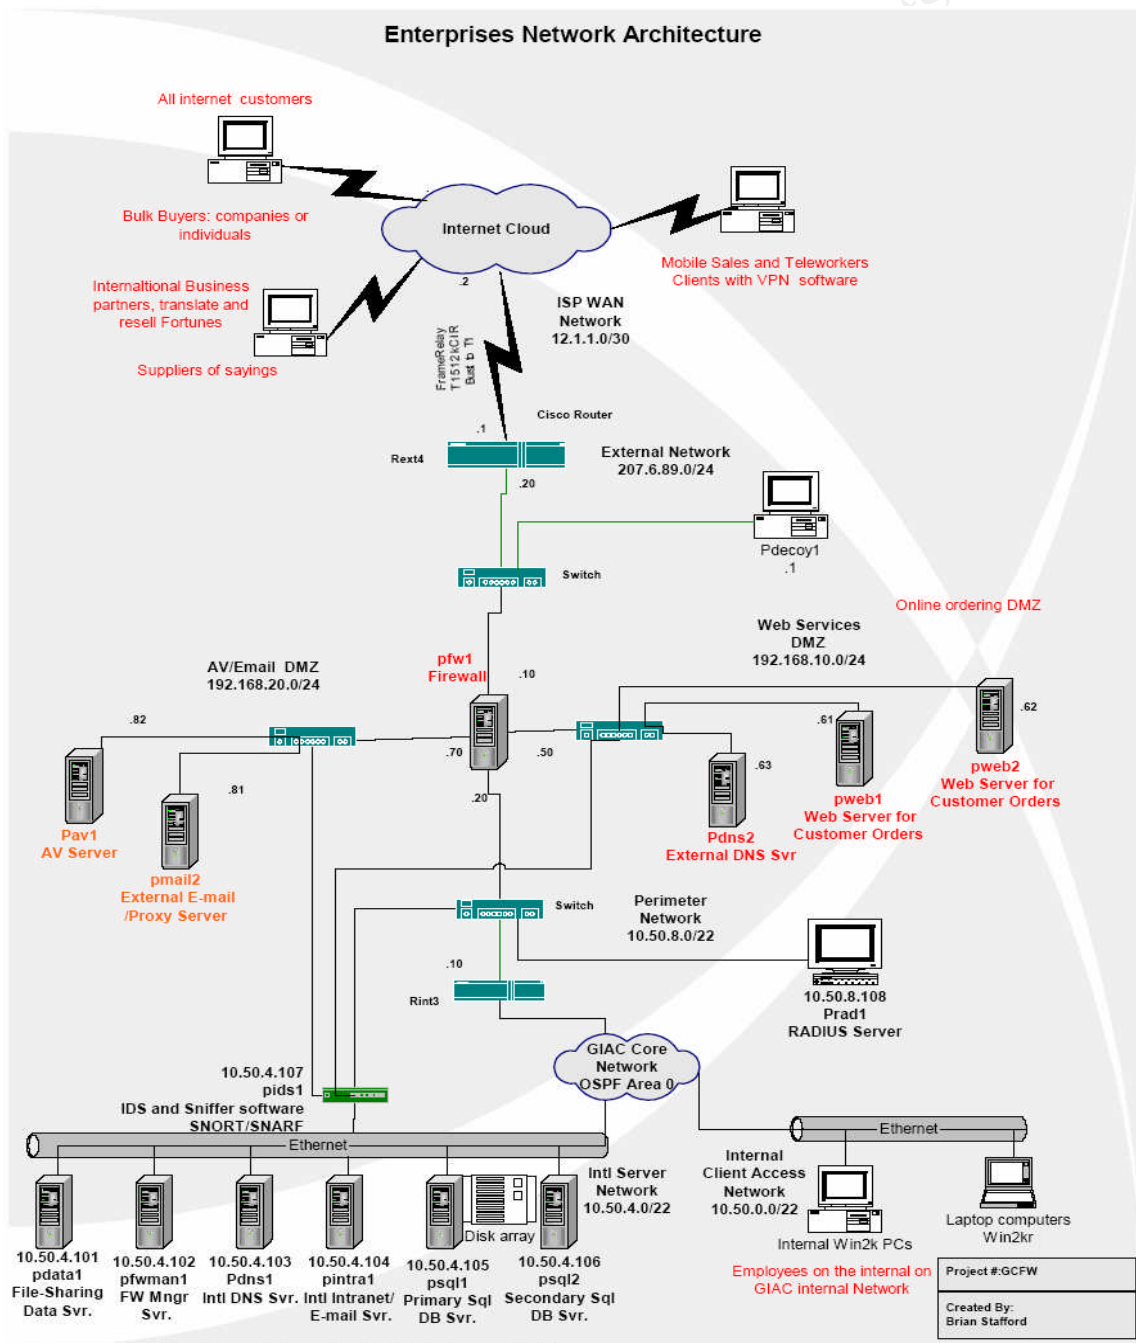 Enterprises Network Architecture
All internet customers
Bulk Buyers: companies or
individuals
Internet Cloud
Mobile Sales and Teleworkers
Clients with VPN software
InternaItional Business
partners, translate and
resell Fortunes
.2
ISP WAN
Network
12.1.1.0/30
Suppliers of sayings
FrameRelay
T1512kCIR
Bust to T1
Cisco Router
.1
Rext4
External Network
207.6.89.0/24
.20
Pdecoy1
.1
Switch
Online ordering DMZ
Web Services
DMZ
192.168.10.0/24
AV/Email DMZ
192.168.20.0/24
pfw1
Firewall
.10
.82
.70
.50
.61
.62
.81
.20
.63
pweb2
Web Server for
Customer Orders
pweb1
Web Server for
Customer Orders
Pdns2
External DNS Svr
Pav1
AV Server
pmail2
External E-mail
/Proxy Server
Switch
Perimeter
Network
10.50.8.0/22
.10
Rint3
10.50.8.108
Prad1
RADIUS Server
GIAC Core
Network
OSPF Area 0
10.50.4.107
pids1
IDS and Sniffer software
SNORT/SNARF
Ethernet
Ethernet
Intl Server
Network
10.50.4.0/22
Internal
Client Access
Network
10.50.0.0/22
Disk array
Internal Win2k PCs
Laptop computers
Win2kr
10.50.4.101
pdata1
File-Sharing
Data Svr.
10.50.4.102
pfwman1
FW Mngr
Svr.
10.50.4.103
Pdns1
Intl DNS Svr.
10.50.4.104
pintra1
Intl Intranet/
E-mail Svr.
10.50.4.105
psql1
Primary Sql
DB Svr.
10.50.4.106
psql2
Secondary Sql
DB Svr.
Employees on the internal on
GIAC internal Network
Project #:GCFW
Created By:
Brian Stafford